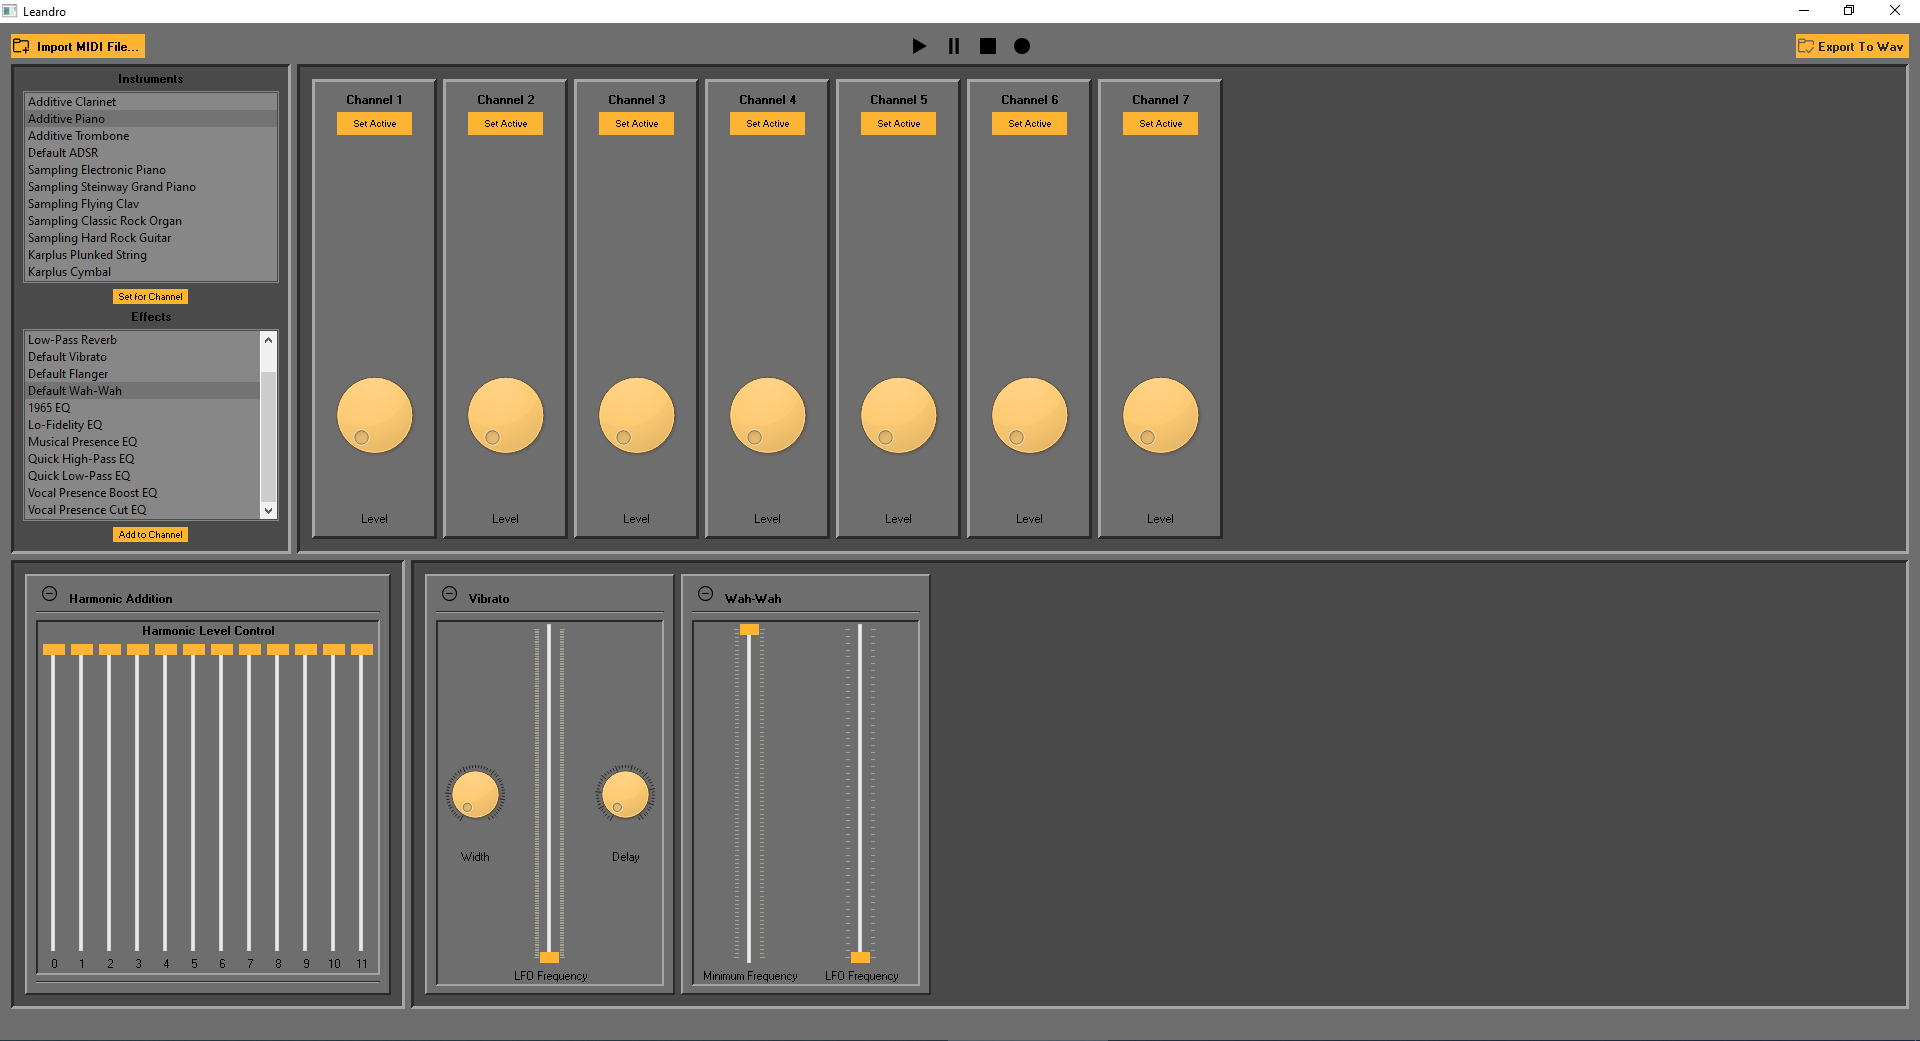 Leandro
Import MIDI File...
Export To Wav
Instruments
Additive Clarinet
Additive Piano
Additive Trombone
Default ADSR
Sampling Electronic Piano
Sampling Steinway Grand Piano
Sampling Flying Clav
Sampling Classic Rock Organ
Sampling Hard Rock Guitar
Karplus Plunked String
Karplus Cymbal
Set for Channel
Effects
Low-Pass Reverb
Default Vibrato
Default Flanger
Default Wah-Wah
1965 EQ
Lo-Fidelity EQ
Musical Presence EQ
Quick High-Pass EQ
Quick Low-Pass EQ
Vocal Presence Boost EQ
Vocal Presence Cut EQ
Add to Channel
Channel 1
Set Active
Level
Channel 2
Set Active
Level
Channel 3
Set Active
Level
Channel 4
Set Active
Level
Channel 5
Set Active
Level
Channel 6
Set Active
Level
Channel 7
Set Active
Level
Harmonic Addition
Harmonic Level Control
0 1 2 3 4 5 6 7 8 9 10 11
Vibrato
Width
Delay
LFO Frequency
Wah-Wah
Minimum Frequency
LFO Frequency